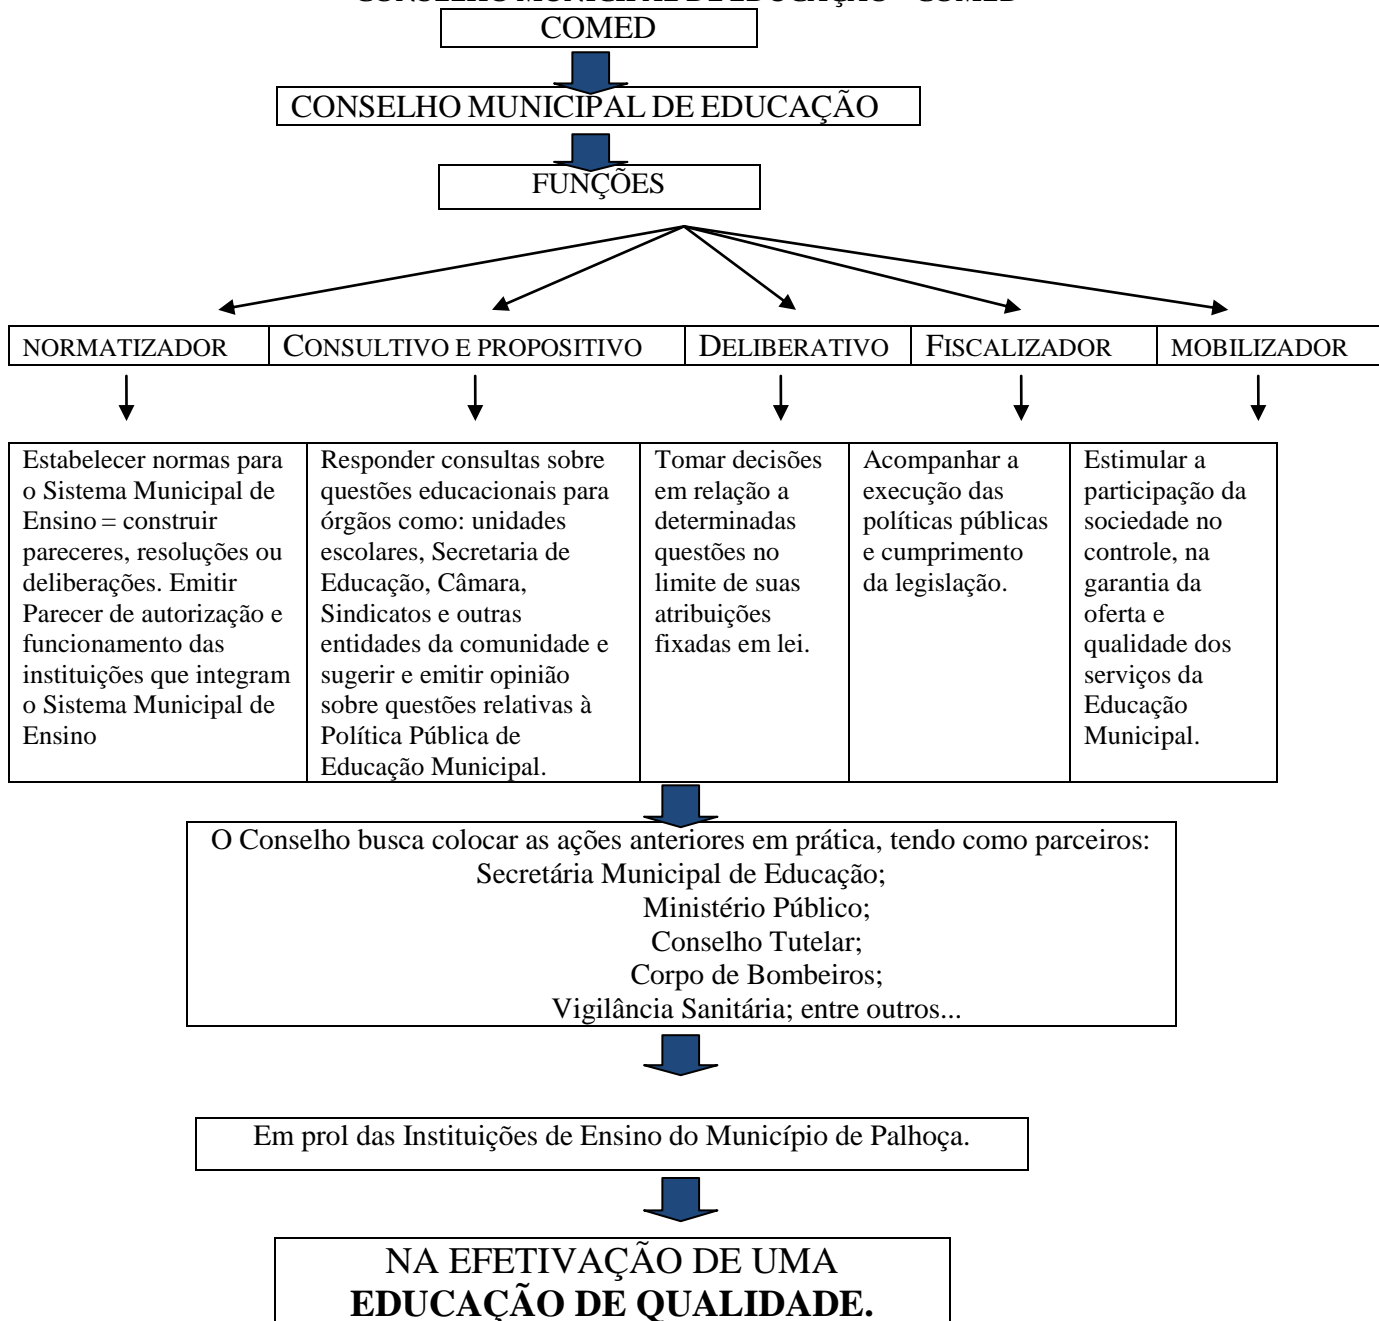 CONSELHO MUNICIPAL DE EDUCAÇÃO - COMED
COMED
CONSELHO MUNICIPAL DE EDUCAÇÃO
FUNÇÕES
NORMATIZADOR
CONSULTIVO E PROPOSITIVO
DELIBERATIVO
FISCALIZADOR
MOBILIZADOR
Estabelecer normas para
o Sistema Municipal de
Ensino = construir
pareceres, resoluções ou
deliberações. Emitir
Parecer de autorização e
funcionamento das
instituições que integram
o Sistema Municipal de
Ensino
Responder consultas sobre
questões educacionais para
órgãos como: unidades
escolares, Secretaria de
Educação, Câmara,
Sindicatos e outras
entidades da comunidade e
sugerir e emitir opinião
sobre questões relativas à
Política Pública de
Educação Municipal.
Tomar decisões
em relação a
determinadas
questões no
limite de suas
atribuições
fixadas em lei.
Acompanhar a
execução das
políticas públicas
e cumprimento
da legislação.
Estimular a
participação da
sociedade no
controle, na
garantia da
oferta e
qualidade dos
serviços da
Educação
Municipal.
O Conselho busca colocar as ações anteriores em prática, tendo como parceiros:
Secretária Municipal de Educação;
Ministério Público;
Conselho Tutelar;
Corpo de Bombeiros;
Vigilância Sanitária; entre outros...
Em prol das Instituições de Ensino do Município de Palhoça.
NA EFETIVAÇÃO DE UMA
EDUCAÇÃO DE QUALIDADE.